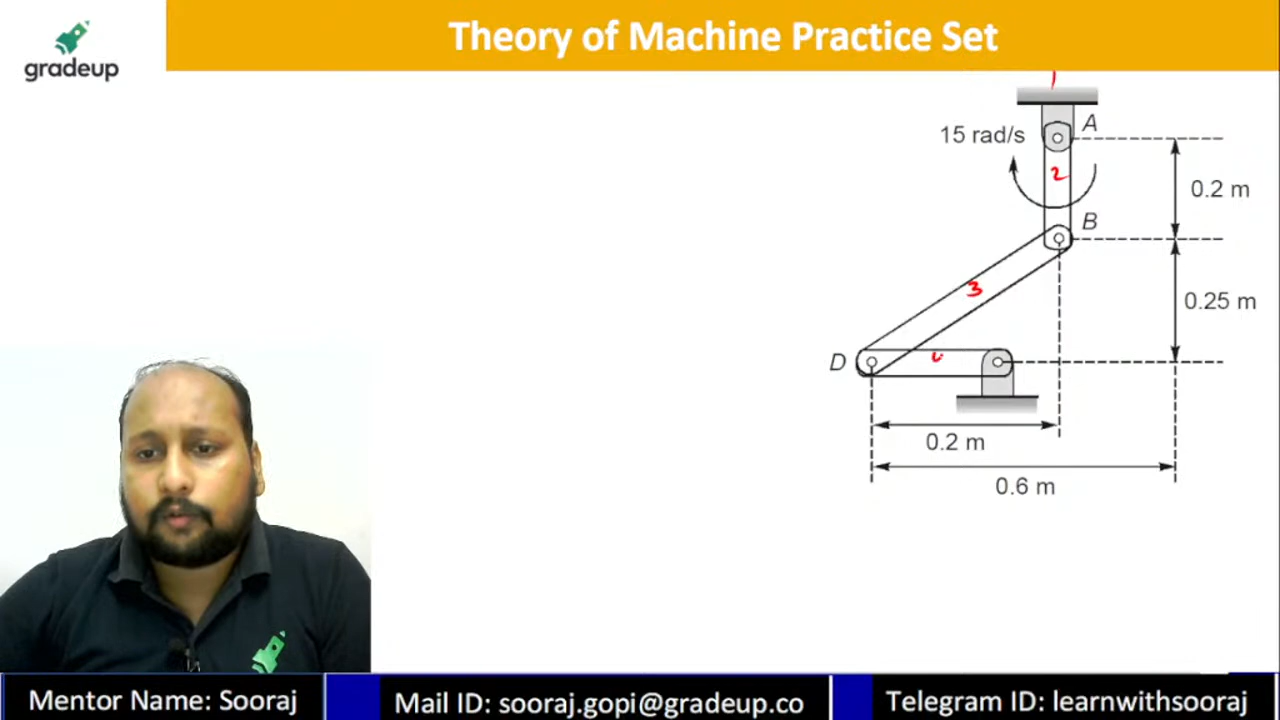 Theory of Machine Practice Set
gradeup
1
A
15 rad/s
2
0.2 m
B
3
0.25 m
D
0.2 m
0.6 m
Mentor Name: Sooraj
Mail ID: sooraj.gopi@gradeup.co
Telegram ID: learnwithsooraj